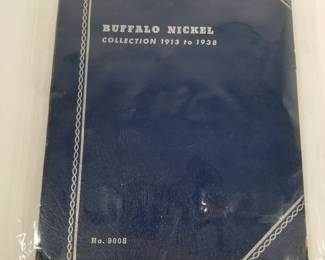 BUFFALO NICKEL
COLLECTION 1913 to 1938
No. 9008